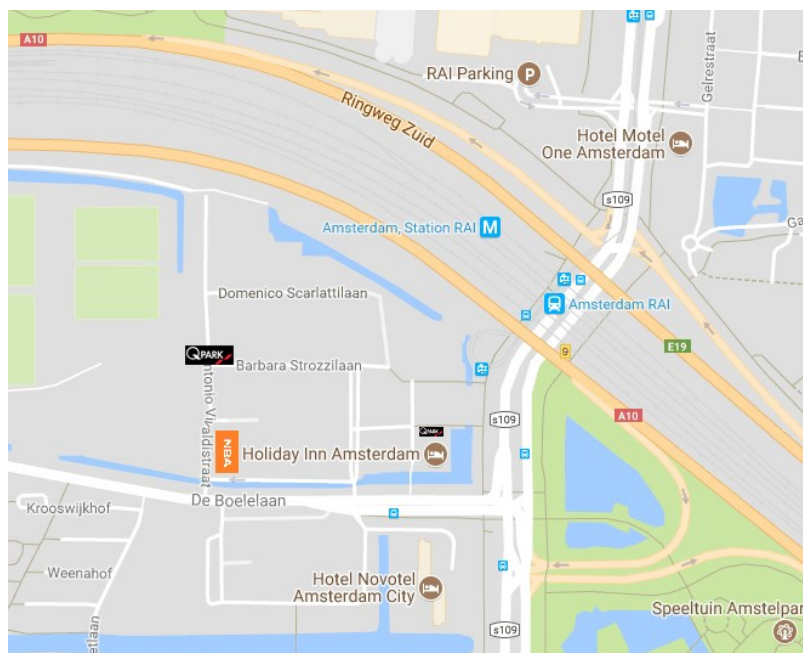 A10
RAI Parking
P
Gelrestraat
Ringweg Zuid
Hotel Motel
One Amsterdam
s109
Amsterdam, Station RAI
M
Domenico Scarlattilaan
Amsterdam RAI
E19
9
QPARK
Barbara Strozzilaan
A10
s109
QPARK
NBA
Holiday Inn Amsterdam
De Boelelaan
Krooswijkhof
Weenahof
Hotel Novotel
Amsterdam City
Speeltuin Amstelpar
s109